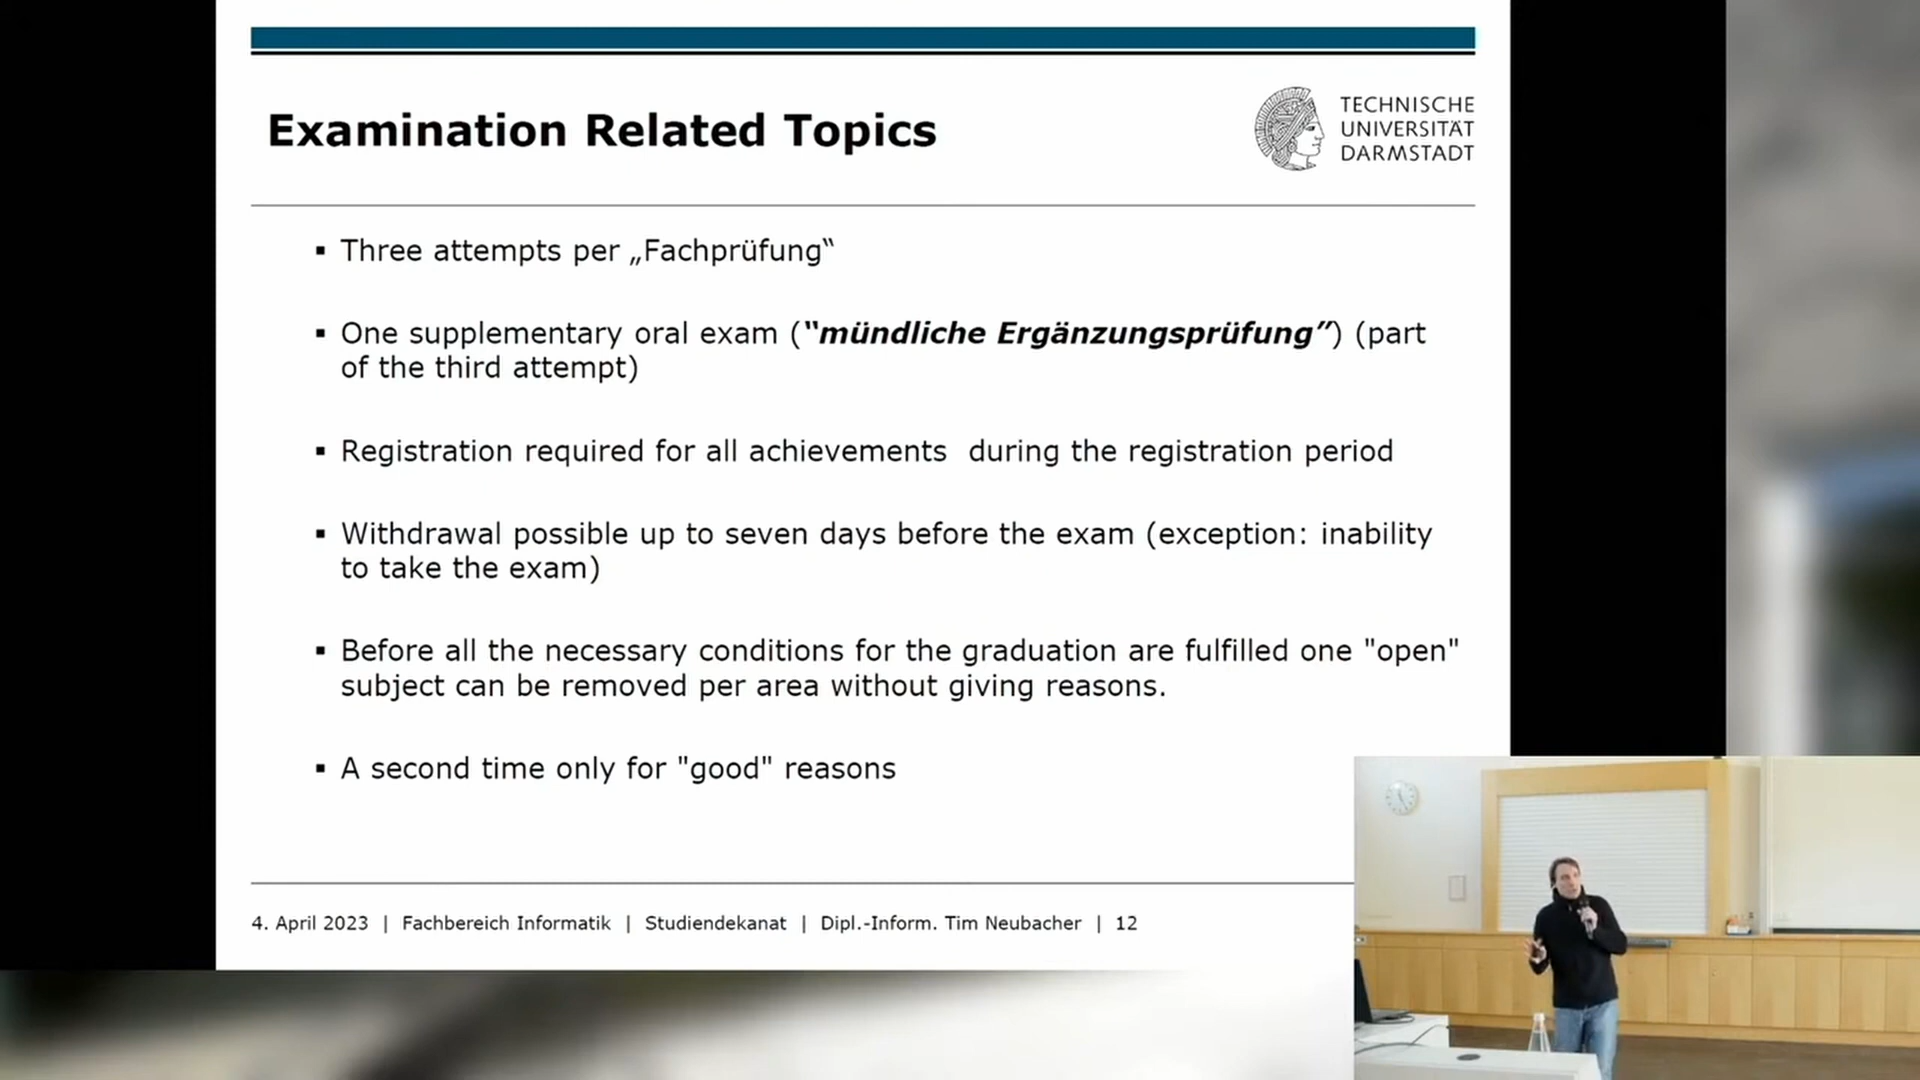 Examination Related Topics
TECHNISCHE
UNIVERSITÄT
DARMSTADT
▪ Three attempts per „Fachprüfung“
▪ One supplementary oral exam (“mündliche Ergänzungsprüfung”) (part
of the third attempt)
▪ Registration required for all achievements  during the registration period
▪ Withdrawal possible up to seven days before the exam (exception: inability
to take the exam)
▪ Before all the necessary conditions for the graduation are fulfilled one "open"
subject can be removed per area without giving reasons.
▪ A second time only for "good" reasons
4. April 2023 | Fachbereich Informatik | Studiendekanat | Dipl.-Inform. Tim Neubacher | 12